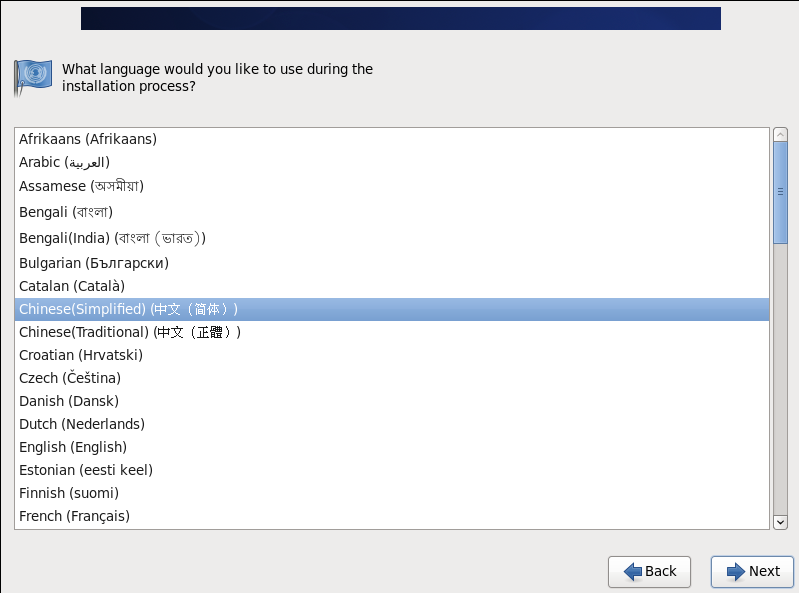 What language would you like to use during the
installation process?
Afrikaans (Afrikaans)
Arabic (العربية)
Assamese (অসমীয়া)
Bengali (বাংলা)
Bengali(India) (বাংলা (ভারত))
Bulgarian (Български)
Catalan (Català)
Chinese(Simplified) (中文（简体）)
Chinese(Traditional) (中文（正體）)
Croatian (Hrvatski)
Czech (Čeština)
Danish (Dansk)
Dutch (Nederlands)
English (English)
Estonian (eesti keel)
Finnish (suomi)
French (Français)
Back
Next